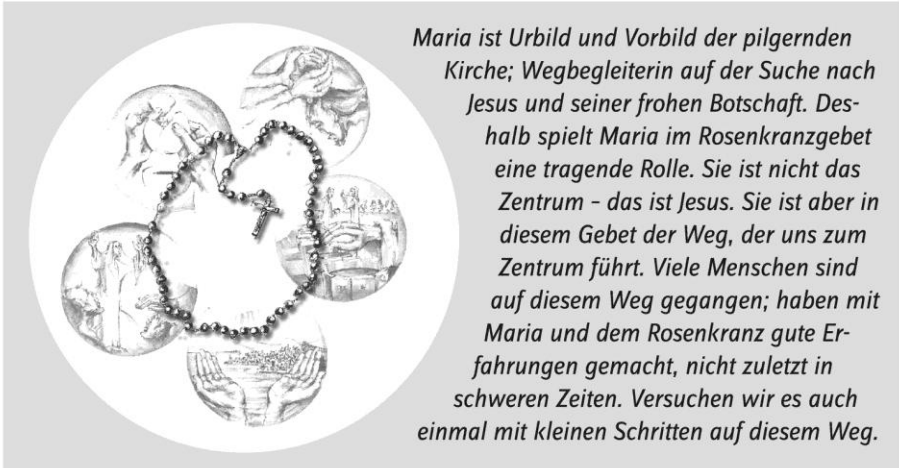 Maria ist Urbild und Vorbild der pilgernden
Kirche; Wegbegleiterin auf der Suche nach
Jesus und seiner frohen Botschaft. Des-
halb spielt Maria im Rosenkranzgebet
eine tragende Rolle. Sie ist nicht das
Zentrum – das ist Jesus. Sie ist aber in
diesem Gebet der Weg, der uns zum
Zentrum führt. Viele Menschen sind
auf diesem Weg gegangen; haben mit
Maria und dem Rosenkranz gute Er-
fahrungen gemacht, nicht zuletzt in
schweren Zeiten. Versuchen wir es auch
einmal mit kleinen Schritten auf diesem Weg.